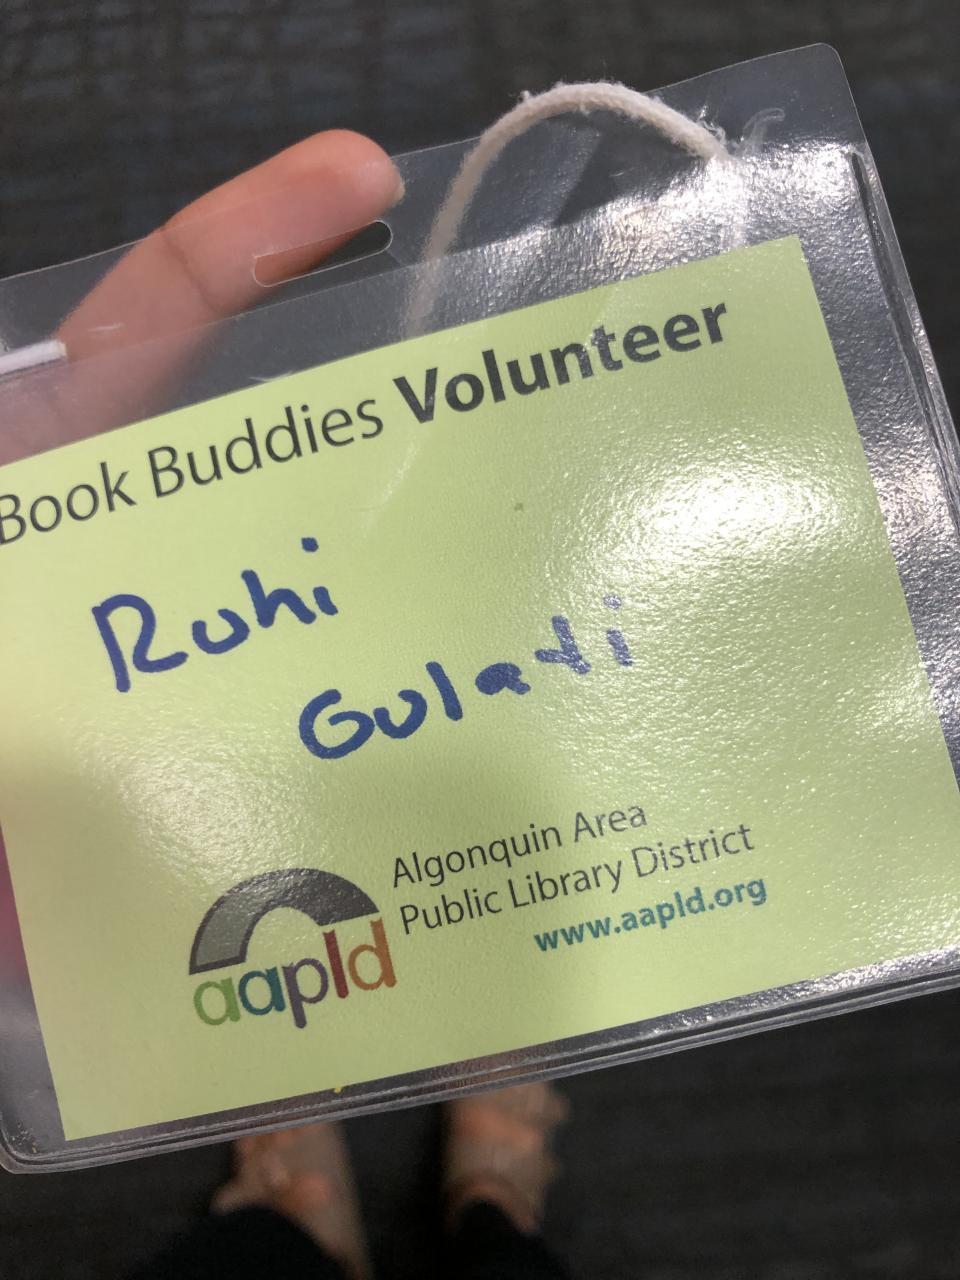 Book Buddies Volunteer
Ruhi
Gulati
Algonquin Area
Public Library District
www.aapld.org
aapld